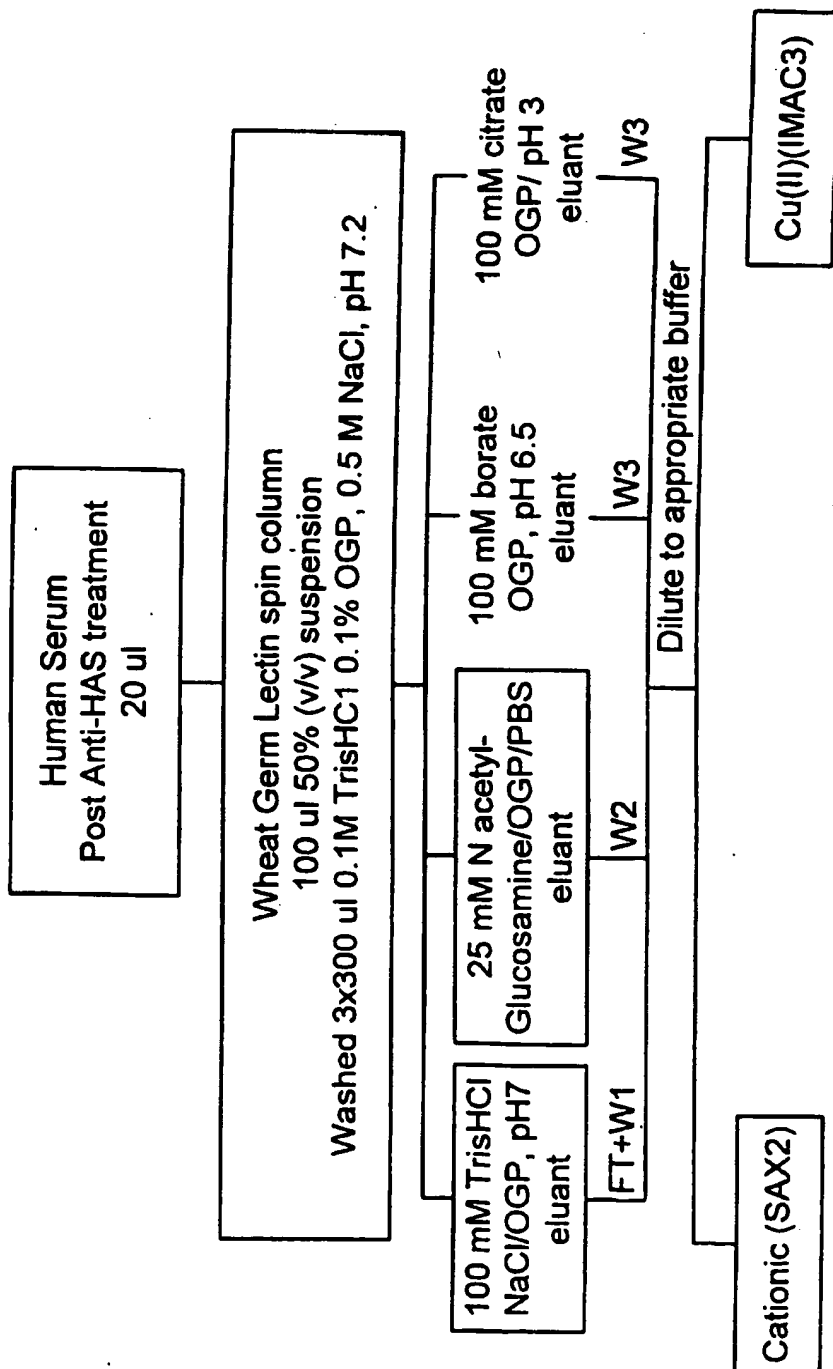 Human Serum
Post Anti-HAS treatment
20 ul
Wheat Germ Lectin spin column
100 ul 50% (v/v) suspension
Washed 3x300 ul 0.1M TrisHC1 0.1% OGP, 0.5 M NaCl, pH 7.2
100 mM TrisHCl
NaCl/OGP, pH7
eluant
25 mM N acetyl-
Glucosamine/OGP/PBS
eluant
100 mM borate
OGP, pH 6.5
eluant
100 mM citrate
OGP/ pH 3
eluant
FT+W1
W2
W3
W3
Dilute to appropriate buffer
Cationic (SAX2)
Cu(II)(IMAC3)